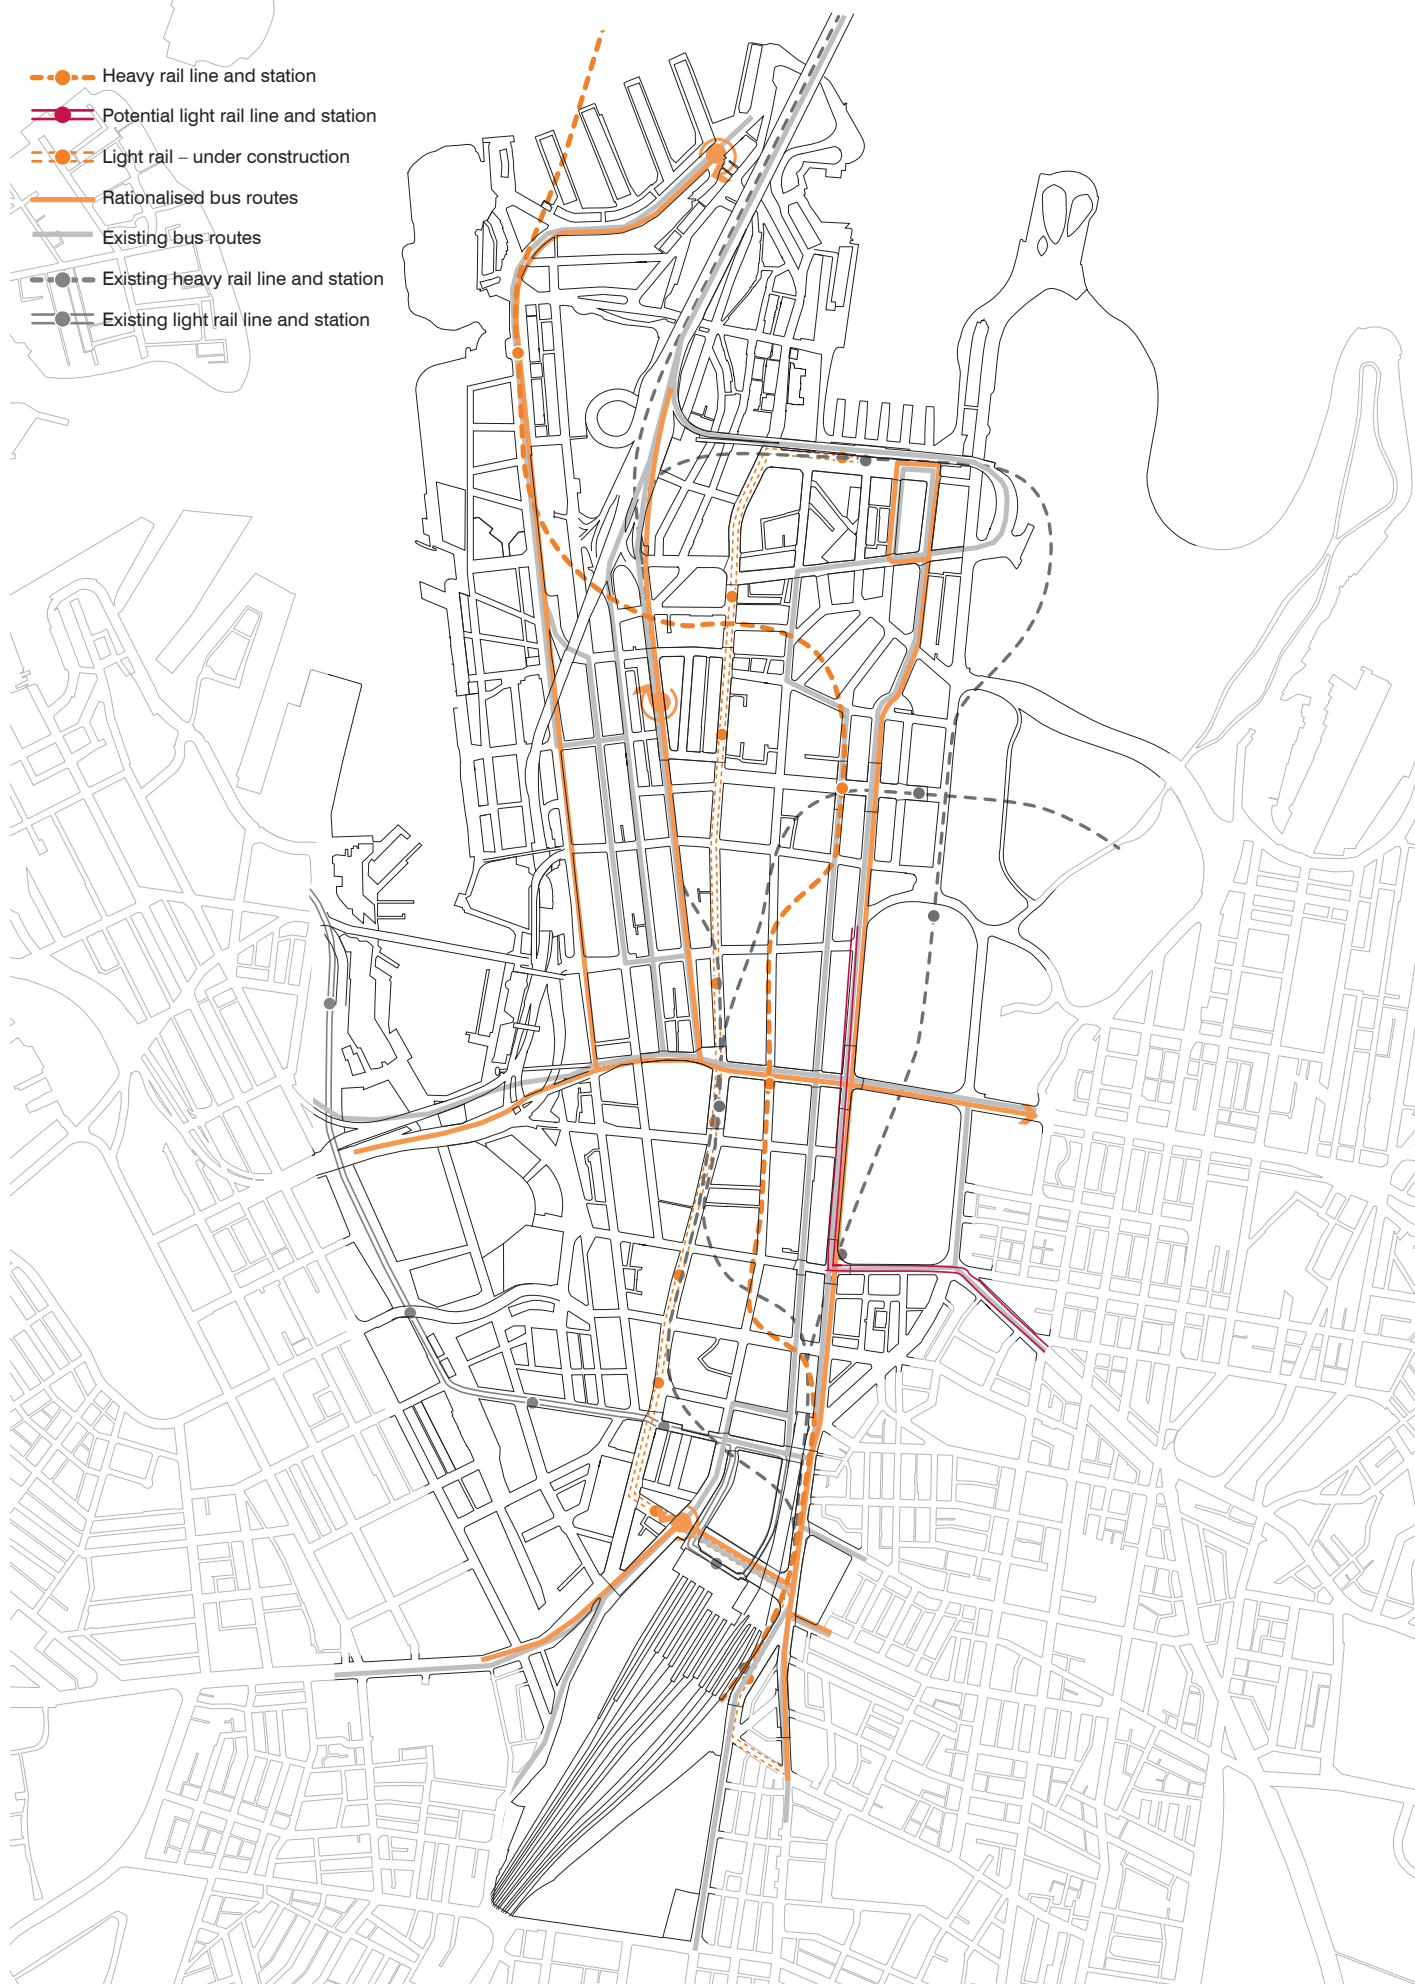 Heavy rail line and station
Potential light rail line and station
Light rail – under construction
Rationalised bus routes
Existing bus routes
Existing heavy rail line and station
Existing light rail line and station